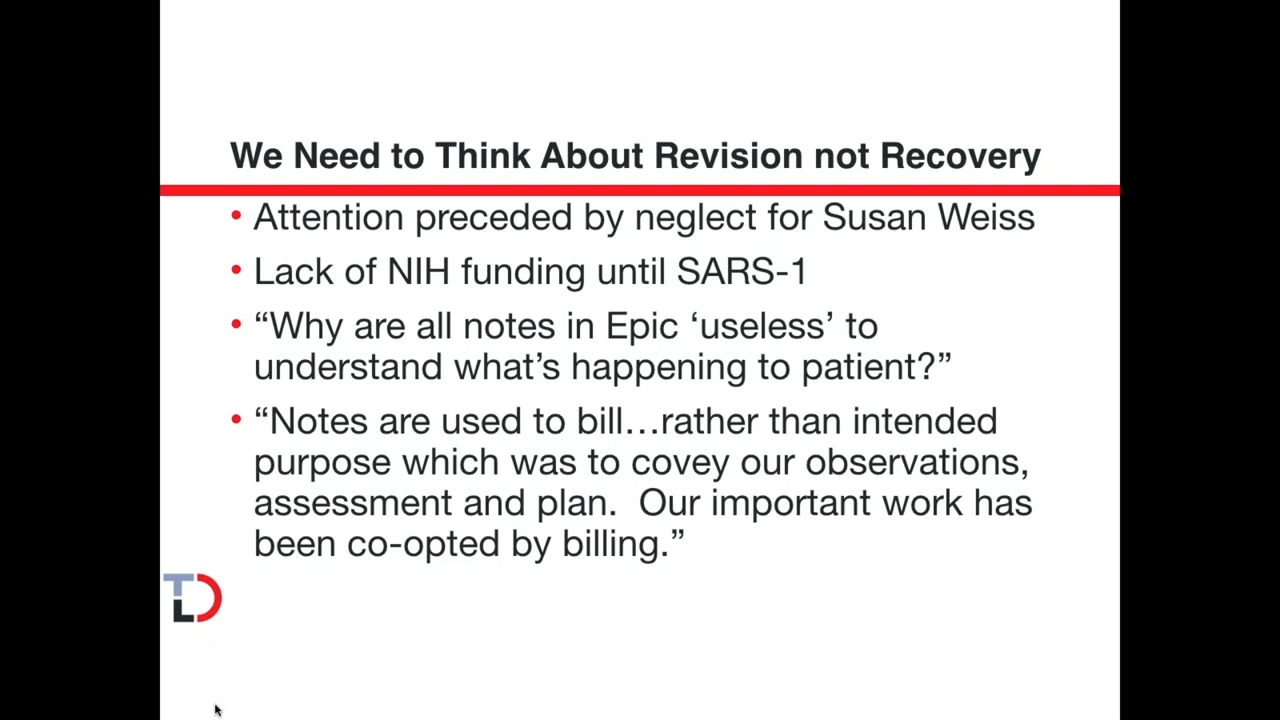 We Need to Think About Revision not Recovery
• Attention preceded by neglect for Susan Weiss
• Lack of NIH funding until SARS-1
• “Why are all notes in Epic ‘useless’ to
understand what’s happening to patient?”
• “Notes are used to bill…rather than intended
purpose which was to covey our observations,
assessment and plan.  Our important work has
been co-opted by billing.”
TLD